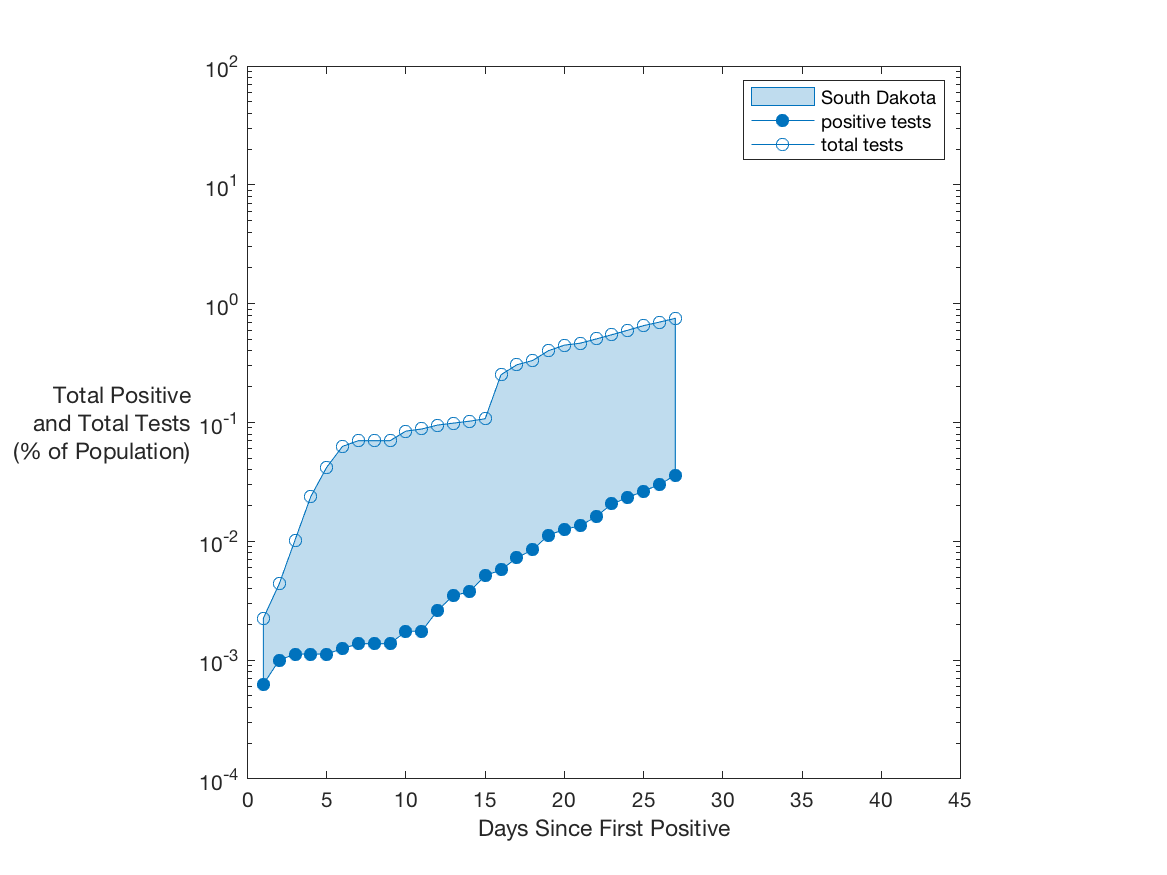 10^2
10^1
10^0
10^-1
10^-2
10^-3
10^-4
Total Positive
and Total Tests
(% of Population)
South Dakota
positive tests
total tests
0 5 10 15 20 25 30 35 40 45
Days Since First Positive